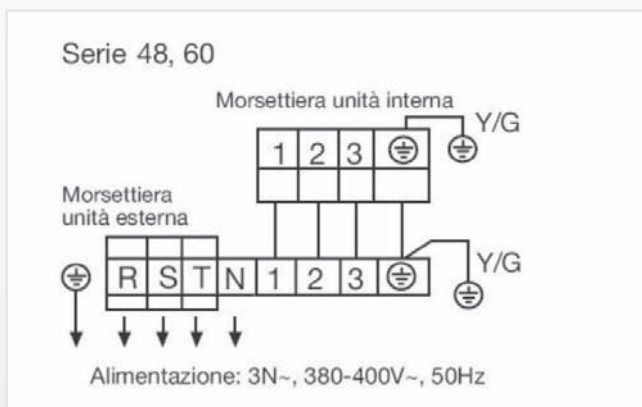 Serie 48, 60
Morsettiera unità interna
Y/G
1 2 3
Morsettiera
unità esterna
R S T N 1 2 3
Y/G
Alimentazione: 3N~, 380-400V~, 50Hz